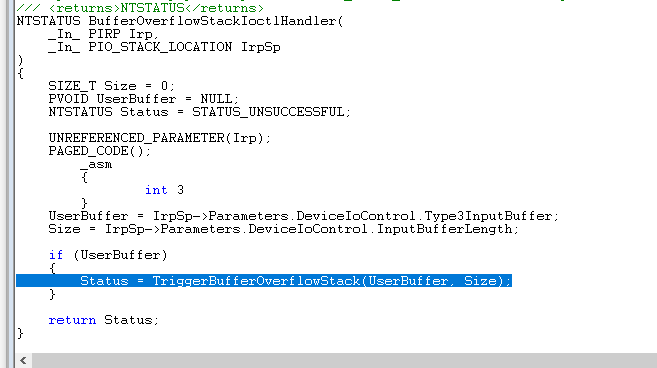 /// <returns>NTSTATUS</returns>
NTSTATUS BufferOverflowStackIoctlHandler(
    _In_ PIRP Irp,
    _In_ PIO_STACK_LOCATION IrpSp
)
{
    SIZE_T Size = 0;
    PVOID UserBuffer = NULL;
    NTSTATUS Status = STATUS_UNSUCCESSFUL;

    UNREFERENCED_PARAMETER(Irp);
    PAGED_CODE();
        _asm
        {
                int 3
        }
    UserBuffer = IrpSp->Parameters.DeviceIoControl.Type3InputBuffer;
    Size = IrpSp->Parameters.DeviceIoControl.InputBufferLength;

    if (UserBuffer)
    {
        Status = TriggerBufferOverflowStack(UserBuffer, Size);
    }

    return Status;
}